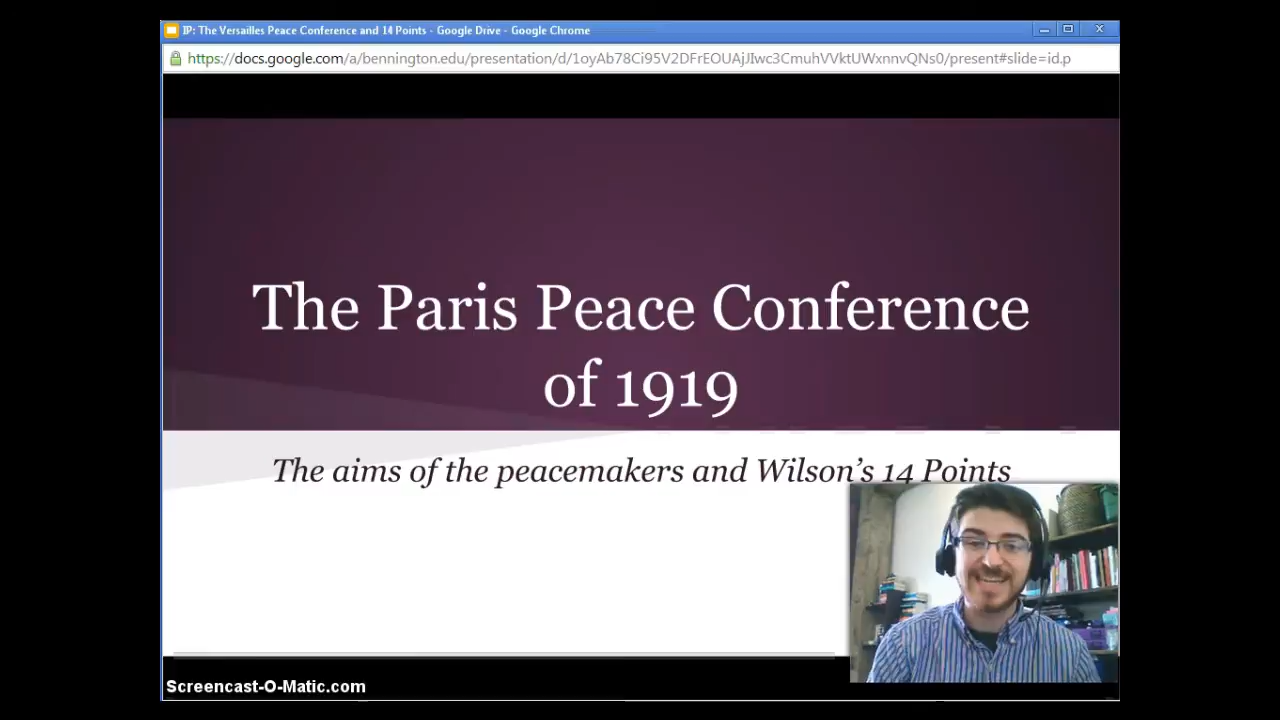 IP: The Versailles Peace Conference and 14 Points - Google Drive - Google Chrome
https://docs.google.com/a/bennington.edu/presentation/d/1oyAb78Ci95V2DFrEOUAjJIwc3CmuhVVktUWxnnvQNs0/present#slide=id.p
The Paris Peace Conference
of 1919
The aims of the peacemakers and Wilson's 14 Points
Screencast-O-Matic.com